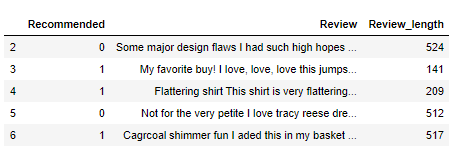 Recommended Review Review_length
2 0 Some major design flaws I had such high hopes ... 524
3 1 My favorite buy! I love, love, love this jumps... 141
4 1 Flattering shirt This shirt is very flattering... 209
5 0 Not for the very petite I love tracy reese dre... 512
6 1 Cagrcoal shimmer fun I aded this in my basket ... 517